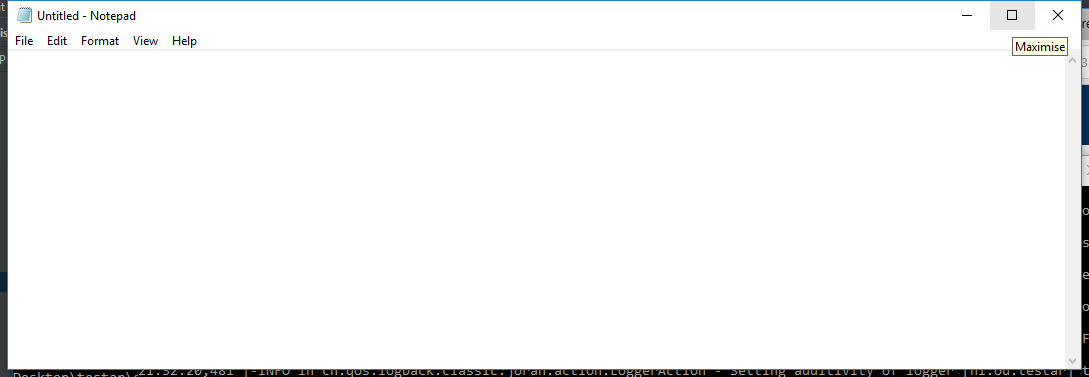 Untitled - Notepad
File Edit Format View Help
Maximise
21:32:20,481 |-INFO in ch.qos.logback.classic.joran.action.LoggerAction - Setting additivity of logger [nl.ou.testar]
Desktop\testar\